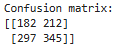 Confusion matrix:
[[182 212]
 [297 345]]